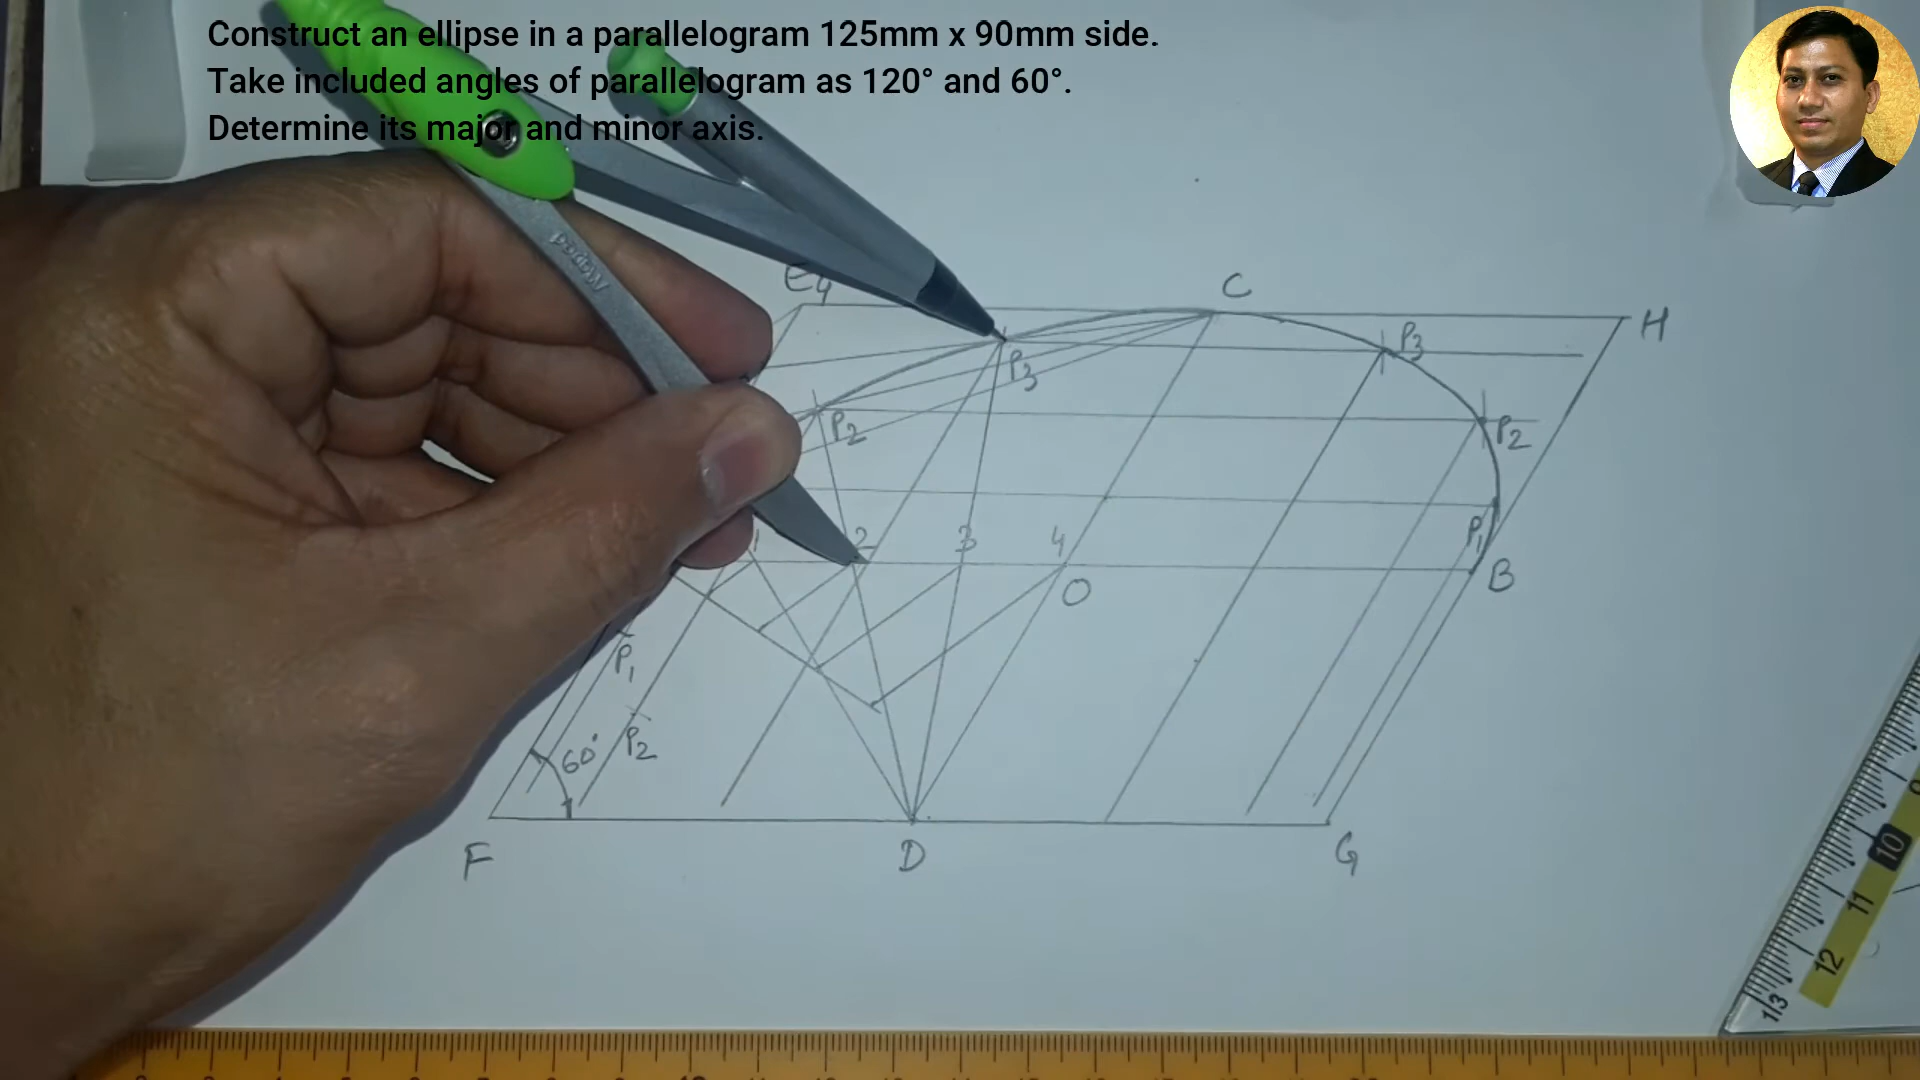 Construct an ellipse in a parallelogram 125mm x 90mm side.
Take included angles of parallelogram as 120° and 60°.
Determine its major and minor axis.
E4 C H
P3 P3
P2 P2
1 2 3 4 P1
O B
P1
60° P2
F D G
10
11
12
13